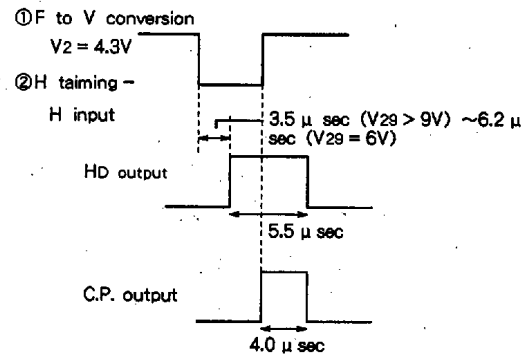 ①F to V conversion
V2 = 4.3V
②H taiming –
H input
3.5 μ sec (V29 > 9V) ~6.2 μ
sec (V29 = 6V)
HD output
5.5 μ sec
C.P. output
4.0 μ sec